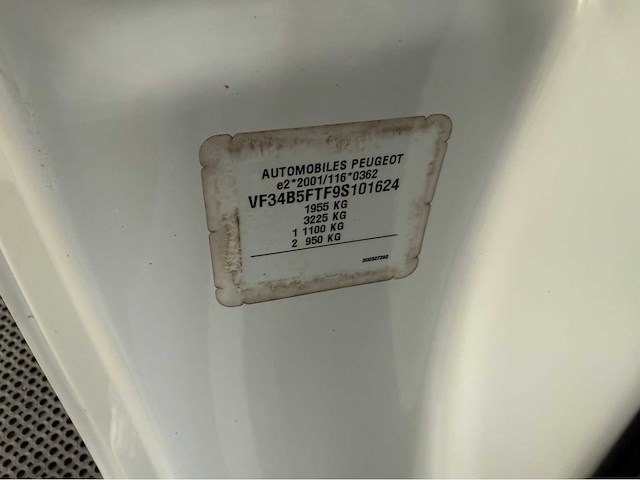 AUTOMOBILES PEUGEOT
e2*2001/116*0362
VF34B5FTF9S101624
1955 KG
3225 KG
1 1100 KG
2 950 KG